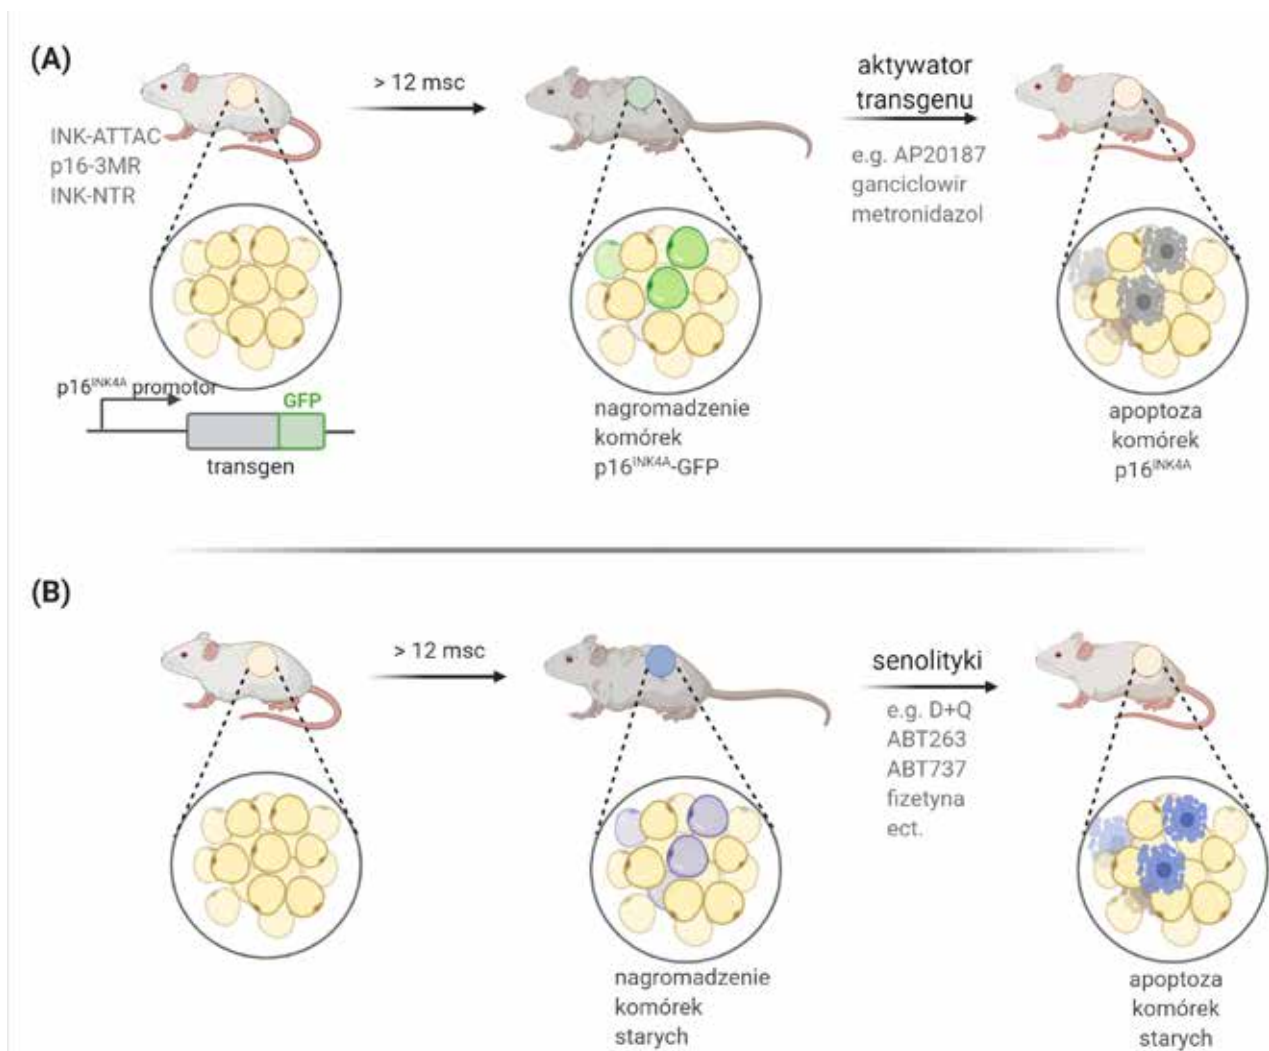 (A)
> 12 msc
aktywator
transgenu
INK-ATTAC
p16-3MR
INK-NTR
e.g. AP20187
ganciclowir
metronidazol
p16INK4A promotor
GFP
transgen
nagromadzenie
komórek
p16INK4A-GFP
apoptoza
komórek
p16INK4A
(B)
> 12 msc
senolityki
e.g. D+Q
ABT263
ABT737
fizetyna
ect.
nagromadzenie
komórek
starych
apoptoza
komórek
starych